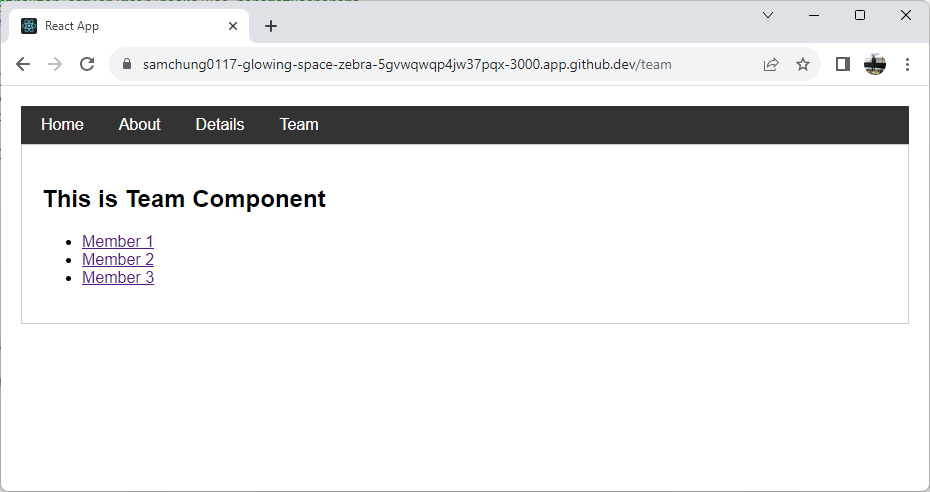 React App
samchung0117-glowing-space-zebra-5gvwqwqp4jw37pqx-3000.app.github.dev/team
Home About Details Team
This is Team Component
Member 1
Member 2
Member 3